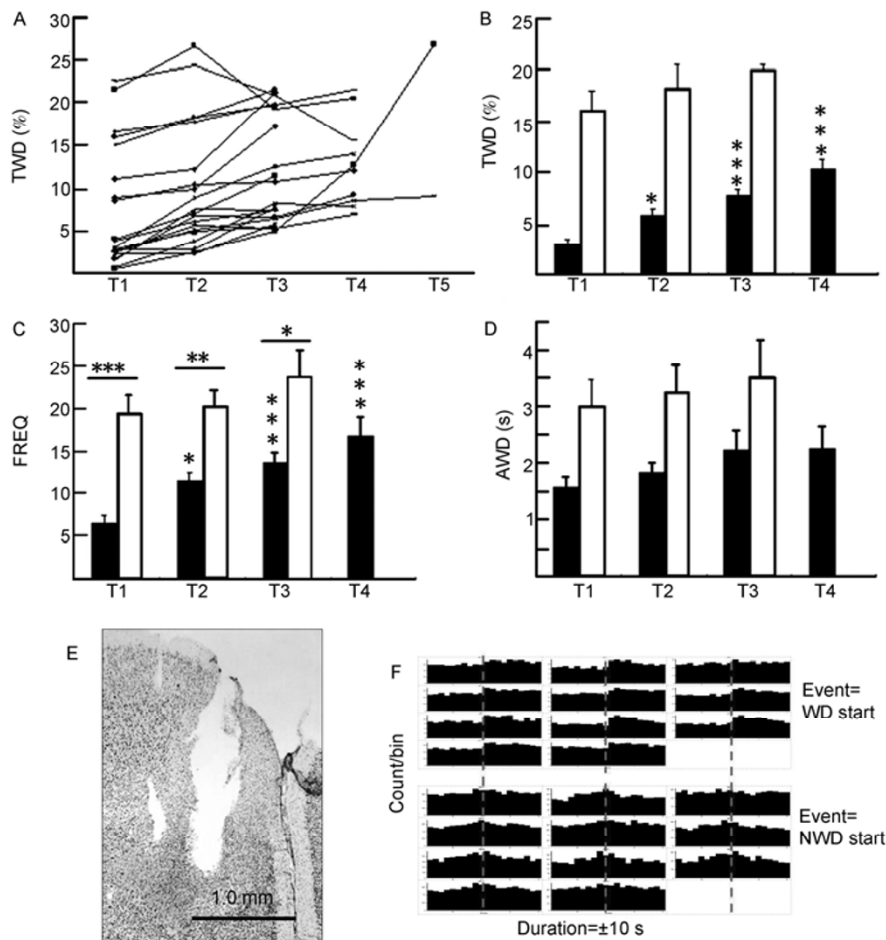 A
30
25
20
15
10
5
TWD (%)
T1 T2 T3 T4 T5
B
20
15
10
5
TWD (%)
* *** ***
T1 T2 T3 T4
C
30
25
20
15
10
5
FREQ
*** ** *
* *** ***
T1 T2 T3 T4
D
4
3
2
1
AWD (s)
T1 T2 T3 T4
E
1.0 mm
F
Count/bin
Event=
WD start
Event=
NWD start
Duration=±10 s